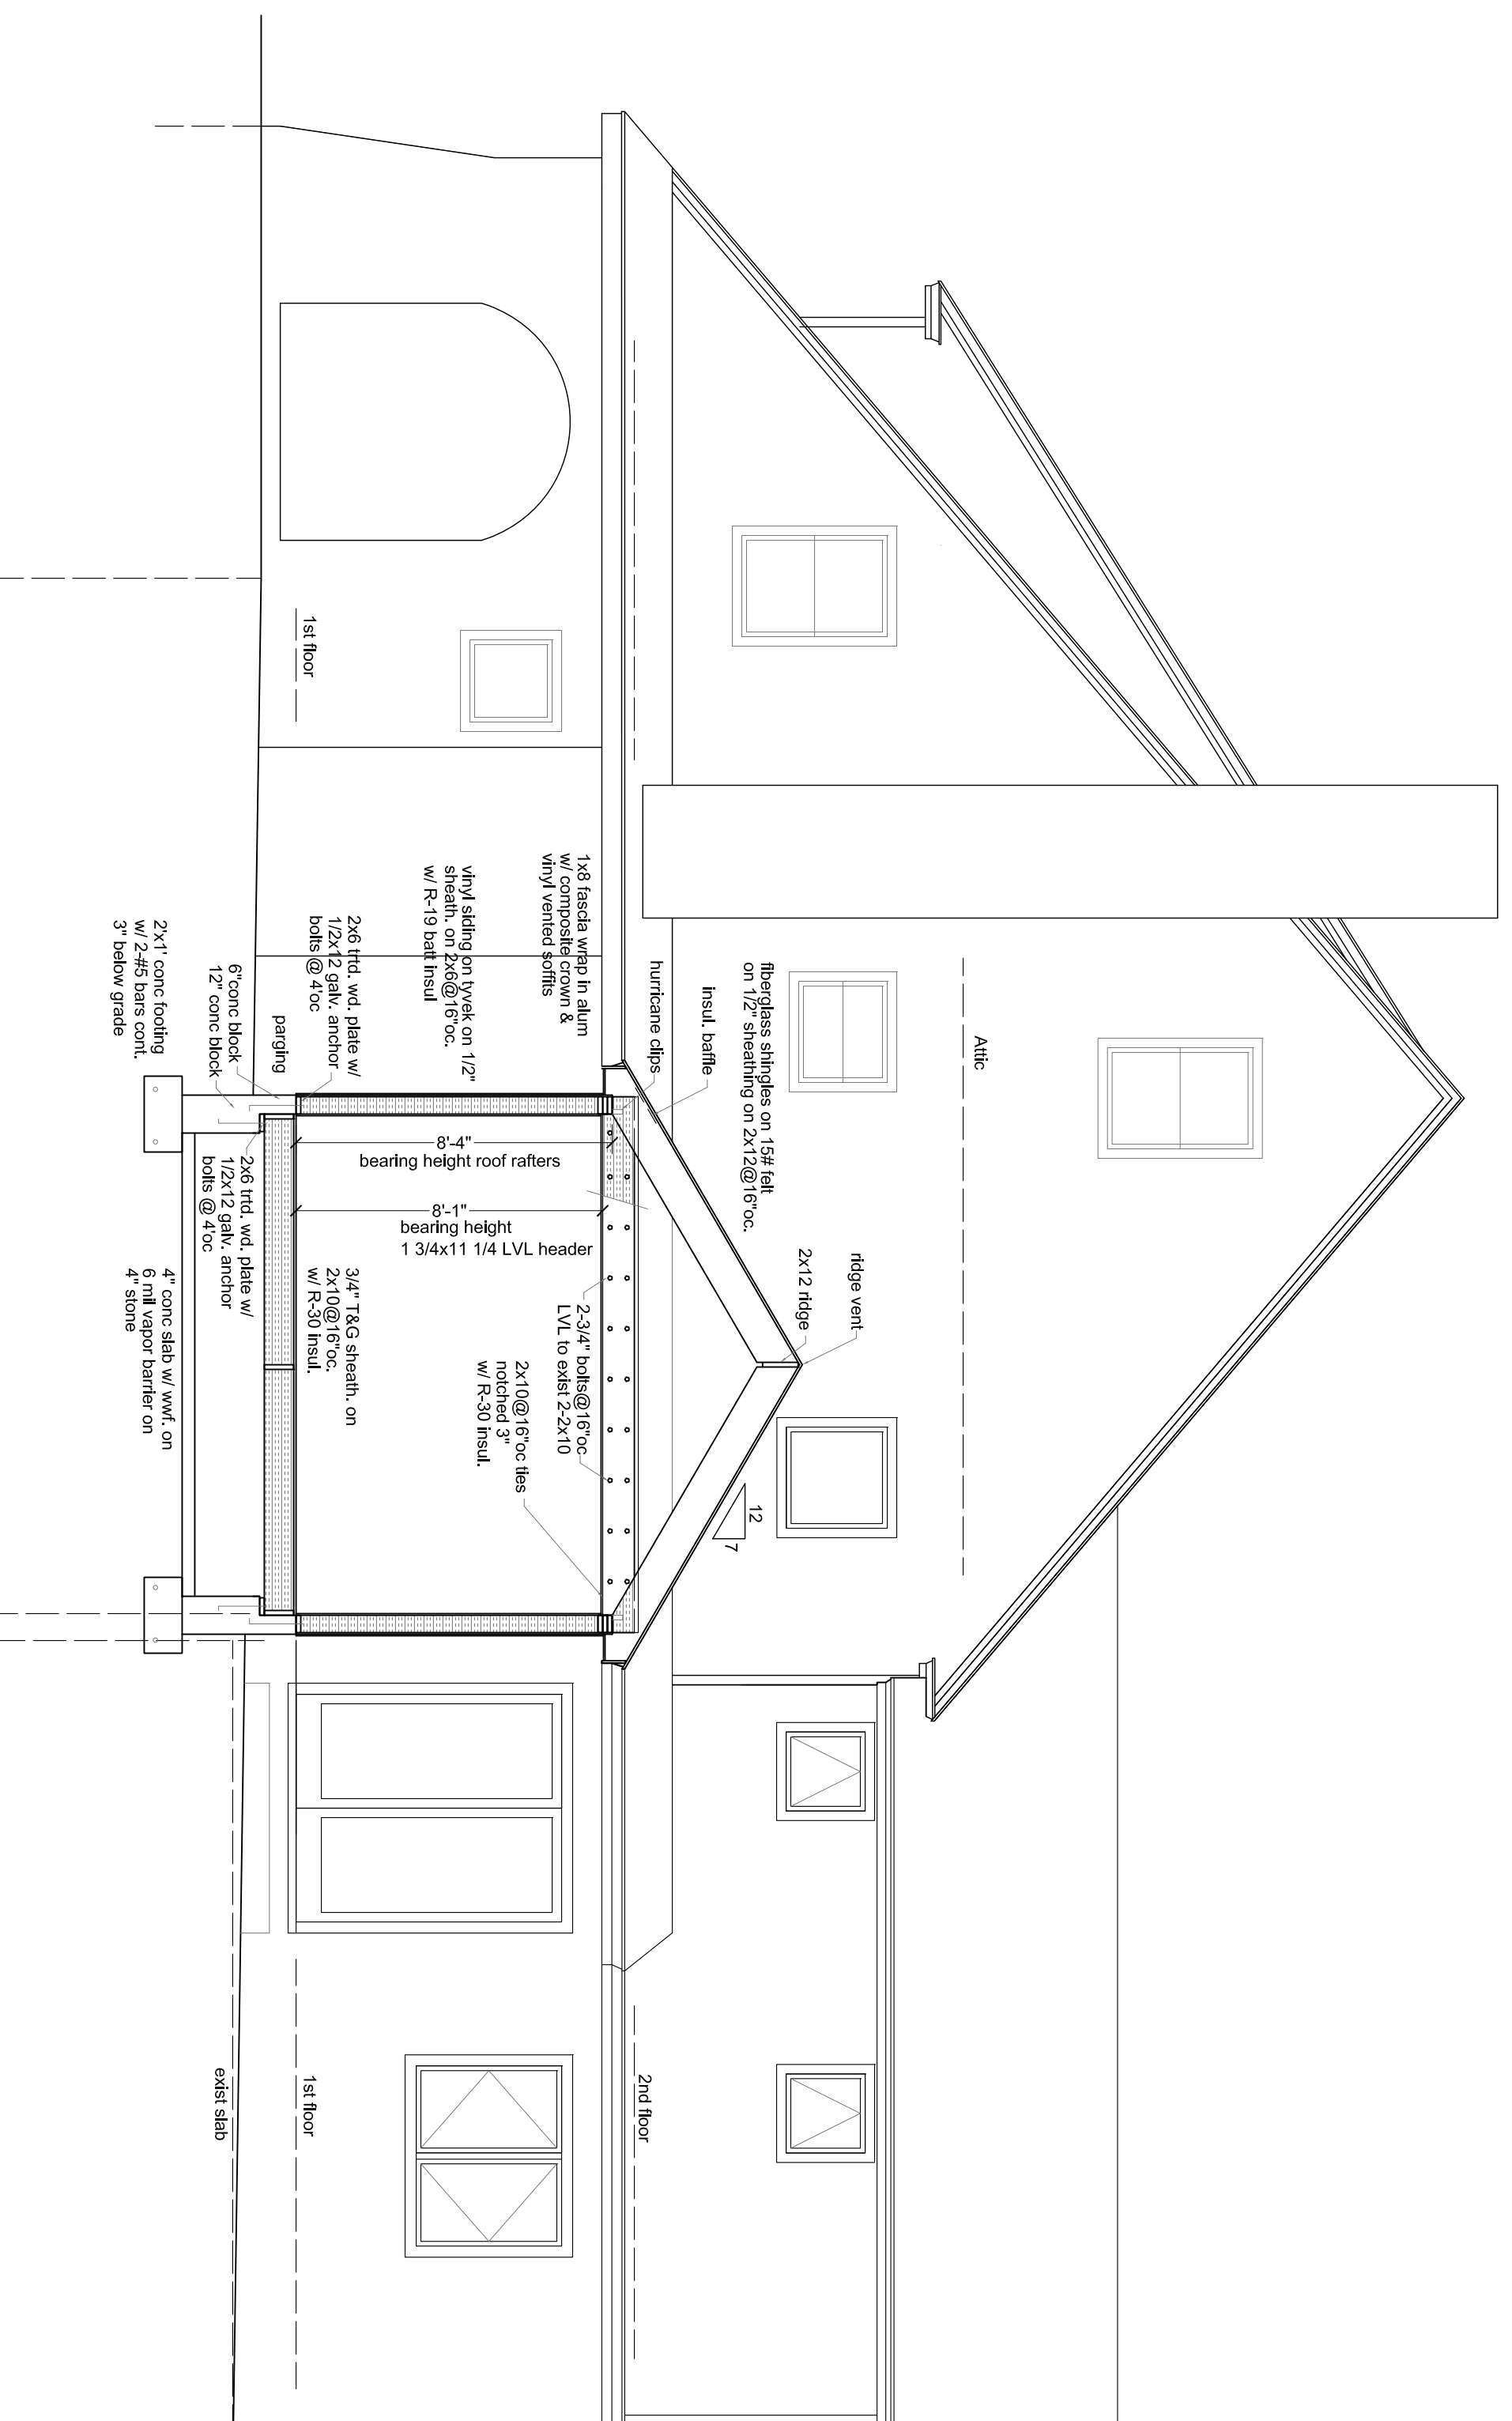 Attic
fiberglass shingles on 15# felt
on 1/2" sheathing on 2x12@16"oc.
insul. baffle
hurricane clips
ridge vent
2x12 ridge
12
7
1x8 fascia wrap in alum
w/ composite crown &
vinyl vented soffits
vinyl siding on tyvek on 1/2"
sheath. on 2x6@16"oc.
w/ R-19 batt insul
2x6 trtd. wd. plate w/
1/2x12 galv. anchor
bolts @ 4'oc
parging
6"conc block
12" conc block
2'x1' conc footing
w/ 2-#5 bars cont.
3" below grade
8'-4"
bearing height roof rafters
8'-1"
bearing height
1 3/4x11 1/4 LVL header
2-3/4" bolts@16"oc
LVL to exist 2-2x10
2x10@16"oc ties
notched 3"
w/ R-30 insul.
3/4" T&G sheath. on
2x10@16"oc.
w/ R-30 insul.
2x6 trtd. wd. plate w/
1/2x12 galv. anchor
bolts @ 4'oc
4" conc slab w/ wwf. on
6 mil vapor barrier on
4" stone
1st floor
2nd floor
1st floor
exist slab